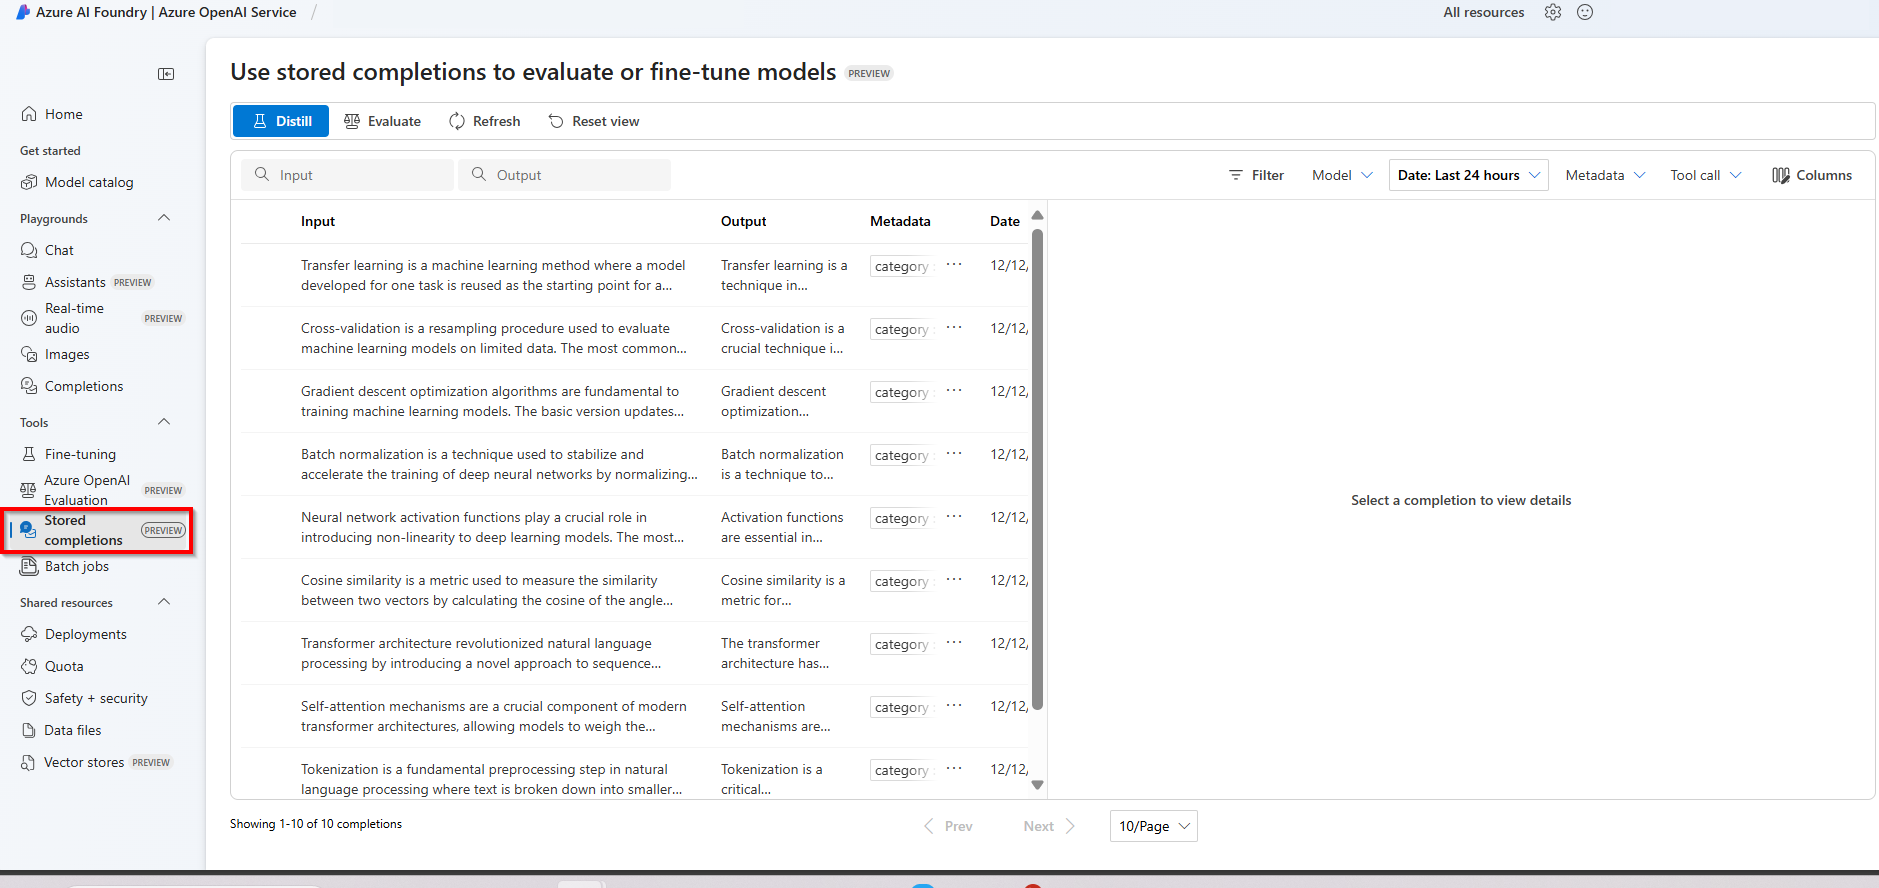 Azure AI Foundry | Azure OpenAI Service /
All resources
Home
Get started
Model catalog
Playgrounds
Chat
Assistants PREVIEW
Real-time
audio
PREVIEW
Images
Completions
Tools
Fine-tuning
Azure OpenAI
Evaluation
PREVIEW
Stored
completions
PREVIEW
Batch jobs
Shared resources
Deployments
Quota
Safety + security
Data files
Vector stores PREVIEW
Use stored completions to evaluate or fine-tune models PREVIEW
Distill Evaluate Refresh Reset view
Input Output Filter Model Date: Last 24 hours Metadata Tool call Columns
Input Output Metadata Date
Transfer learning is a machine learning method where a model
developed for one task is reused as the starting point for a...
Transfer learning is a
technique in...
category : ··· 12/12,
Cross-validation is a resampling procedure used to evaluate
machine learning models on limited data. The most common...
Cross-validation is a
crucial technique i...
category : ··· 12/12,
Gradient descent optimization algorithms are fundamental to
training machine learning models. The basic version updates...
Gradient descent
optimization...
category : ··· 12/12,
Batch normalization is a technique used to stabilize and
accelerate the training of deep neural networks by normalizing...
Batch normalization
is a technique to...
category : ··· 12/12,
Neural network activation functions play a crucial role in
introducing non-linearity to deep learning models. The most...
Activation functions
are essential in...
category : ··· 12/12,
Cosine similarity is a metric used to measure the similarity
between two vectors by calculating the cosine of the angle...
Cosine similarity is a
metric for...
category : ··· 12/12,
Transformer architecture revolutionized natural language
processing by introducing a novel approach to sequence...
The transformer
architecture has...
category : ··· 12/12,
Self-attention mechanisms are a crucial component of modern
transformer architectures, allowing models to weigh the...
Self-attention
mechanisms are...
category : ··· 12/12,
Tokenization is a fundamental preprocessing step in natural
language processing where text is broken down into smaller...
Tokenization is a
critical...
category : ··· 12/12,
Select a completion to view details
Showing 1-10 of 10 completions
Prev Next 10/Page